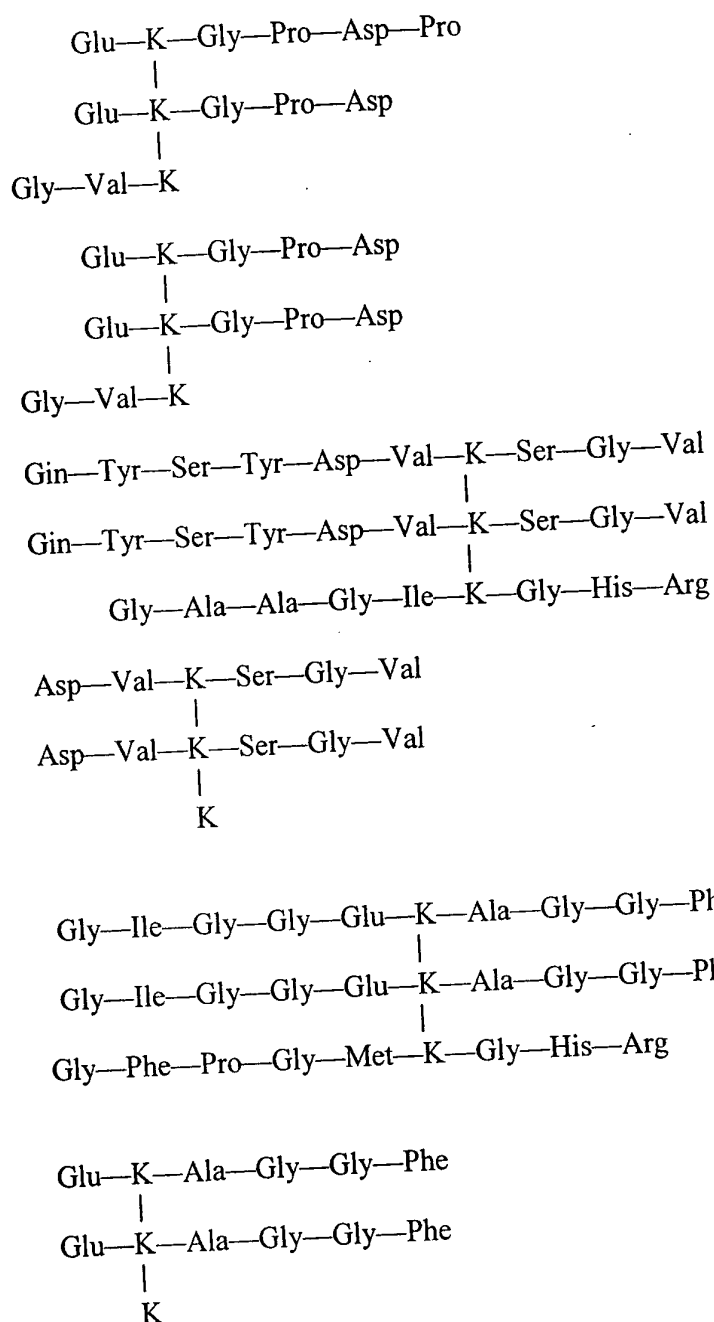 Glu—K—Gly—Pro—Asp—Pro
|
Glu—K—Gly—Pro—Asp
|
Gly—Val—K
Glu—K—Gly—Pro—Asp
|
Glu—K—Gly—Pro—Asp
|
Gly—Val—K
Gin—Tyr—Ser—Tyr—Asp—Val—K—Ser—Gly—Val
|
Gin—Tyr—Ser—Tyr—Asp—Val—K—Ser—Gly—Val
|
Gly—Ala—Ala—Gly—Ile—K—Gly—His—Arg
Asp—Val—K—Ser—Gly—Val
|
Asp—Val—K—Ser—Gly—Val
|
K
Gly—Ile—Gly—Gly—Glu—K—Ala—Gly—Gly—
|
Gly—Ile—Gly—Gly—Glu—K—Ala—Gly—Gly—
|
Gly—Phe—Pro—Gly—Met—K—Gly—His—Arg
Glu—K—Ala—Gly—Gly—Phe
|
Glu—K—Ala—Gly—Gly—Phe
|
K